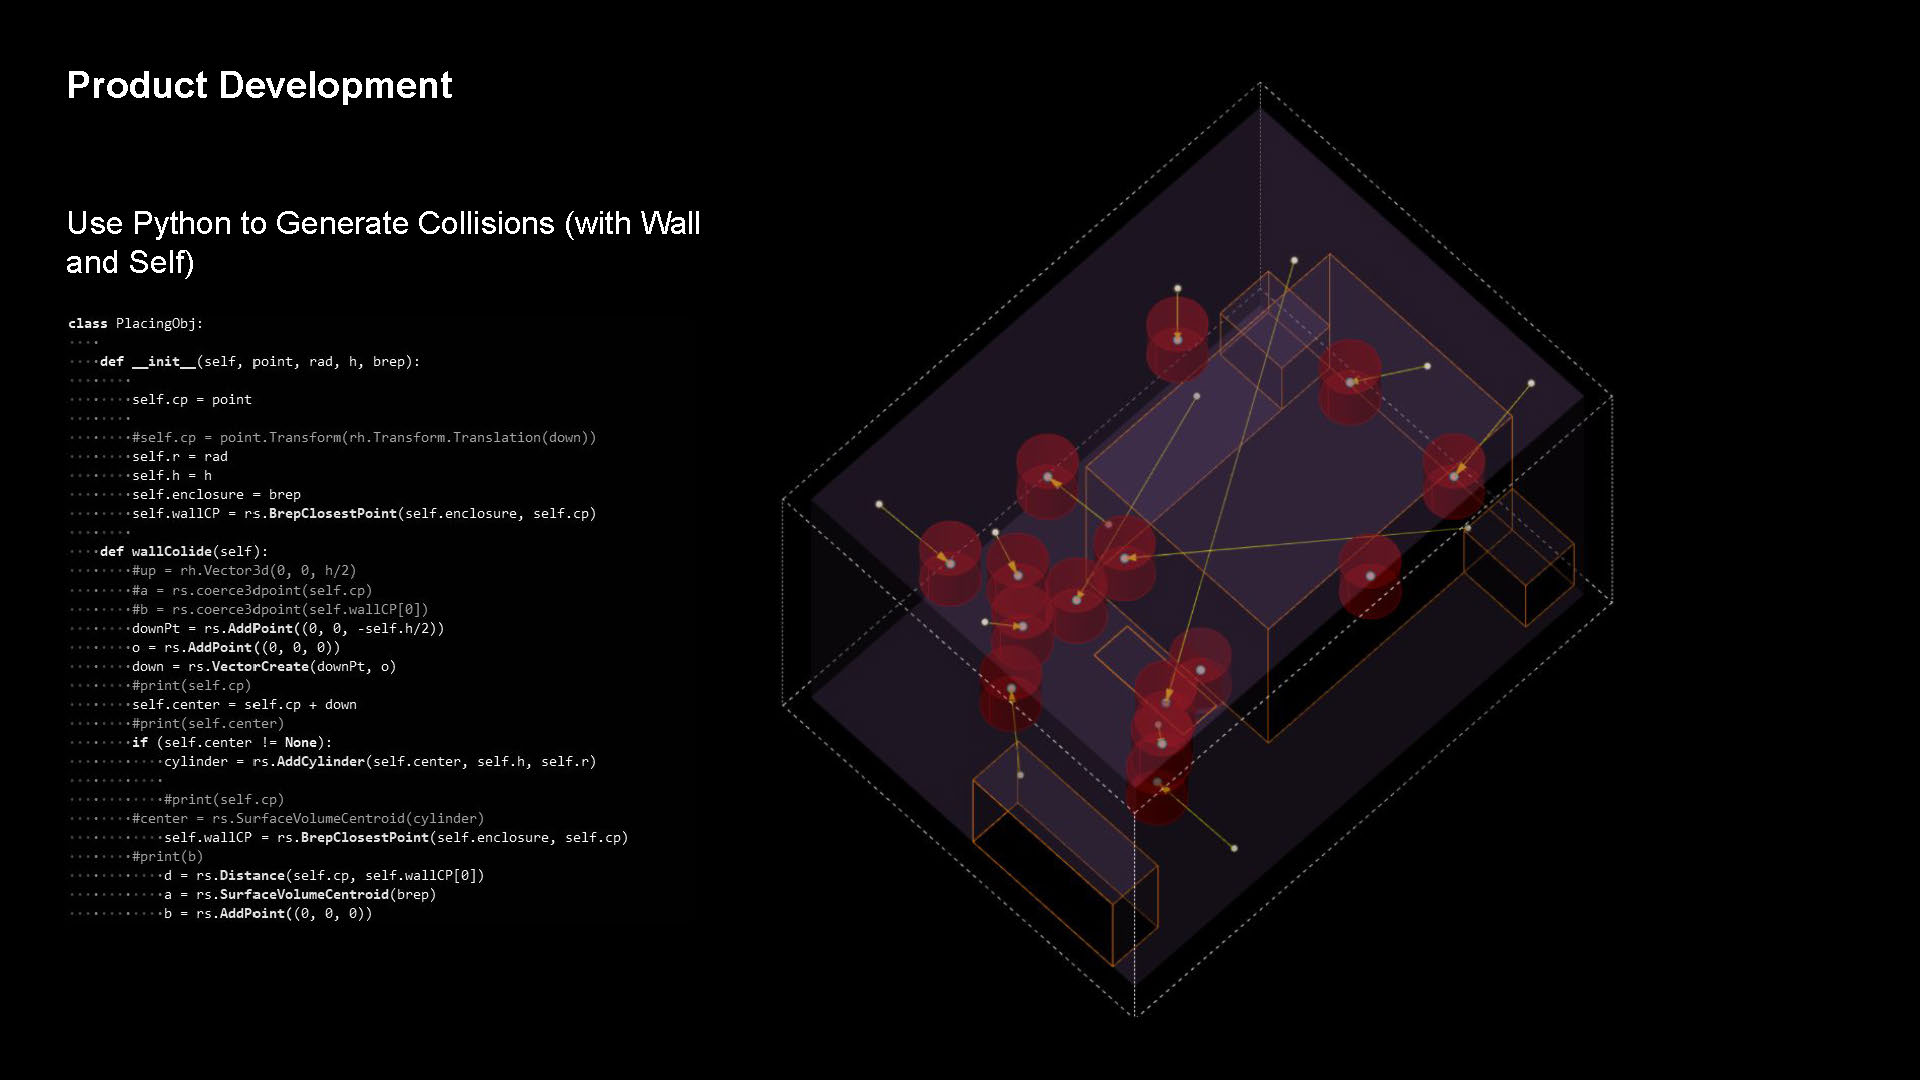 Product Development
Use Python to Generate Collisions (with Wall
and Self)
class PlacingObj:
def __init__(self, point, rad, h, brep):
self.cp = point
#self.cp = point.Transform(rh.Transform.Translation(down))
self.r = rad
self.h = h
self.enclosure = brep
self.wallCP = rs.BrepClosestPoint(self.enclosure, self.cp)
def wallColide(self):
#up = rh.Vector3d(0, 0, h/2)
#a = rs.coerce3dpoint(self.cp)
#b = rs.coerce3dpoint(self.wallCP[0])
downPt = rs.AddPoint((0, 0, -self.h/2))
o = rs.AddPoint((0, 0, 0))
down = rs.VectorCreate(downPt, o)
#print(self.cp)
self.center = self.cp + down
#print(self.center)
if (self.center != None):
cylinder = rs.AddCylinder(self.center, self.h, self.r)
#print(self.cp)
#center = rs.SurfaceVolumeCentroid(cylinder)
self.wallCP = rs.BrepClosestPoint(self.enclosure, self.cp)
#print(b)
d = rs.Distance(self.cp, self.wallCP[0])
a = rs.SurfaceVolumeCentroid(brep)
b = rs.AddPoint((0, 0, 0))